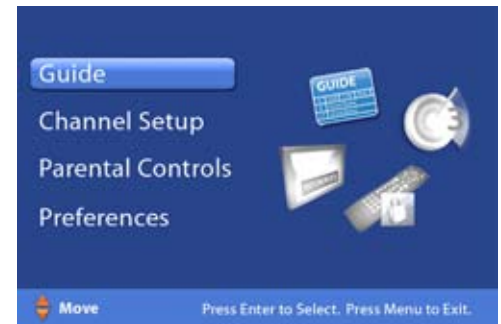 Guide
Channel Setup
Parental Controls
Preferences
GUIDE
Move
Press Enter to Select. Press Menu to Exit.